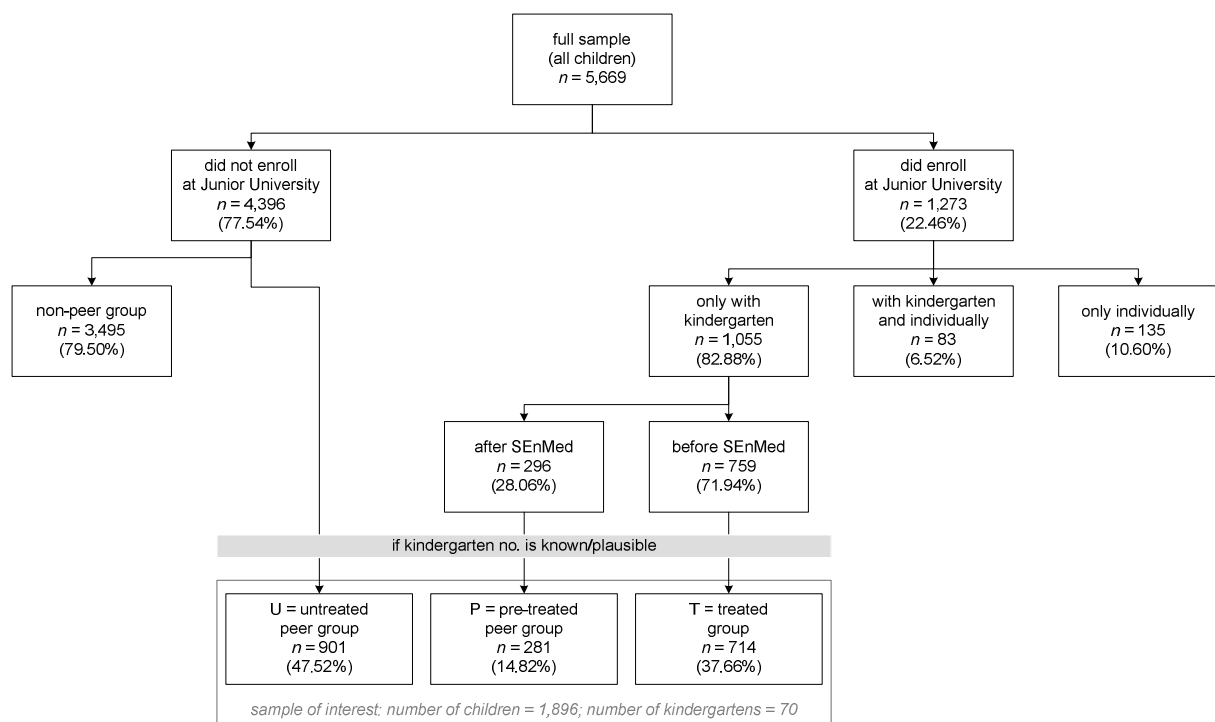 full sample
(all children)
n = 5,669
did not enroll
at Junior University
n = 4,396
(77.54%)
did enroll
at Junior University
n = 1,273
(22.46%)
non-peer group
n = 3,495
(79.50%)
only with
kindergarten
n = 1,055
(82.88%)
with kindergarten
and individually
n = 83
(6.52%)
only individually
n = 135
(10.60%)
after SEnMed
n = 296
(28.06%)
before SEnMed
n = 759
(71.94%)
if kindergarten no. is known/plausible
U = untreated
peer group
n = 901
(47.52%)
P = pre-treated
peer group
n = 281
(14.82%)
T = treated
group
n = 714
(37.66%)
sample of interest; number of children = 1,896; number of kindergartens = 70